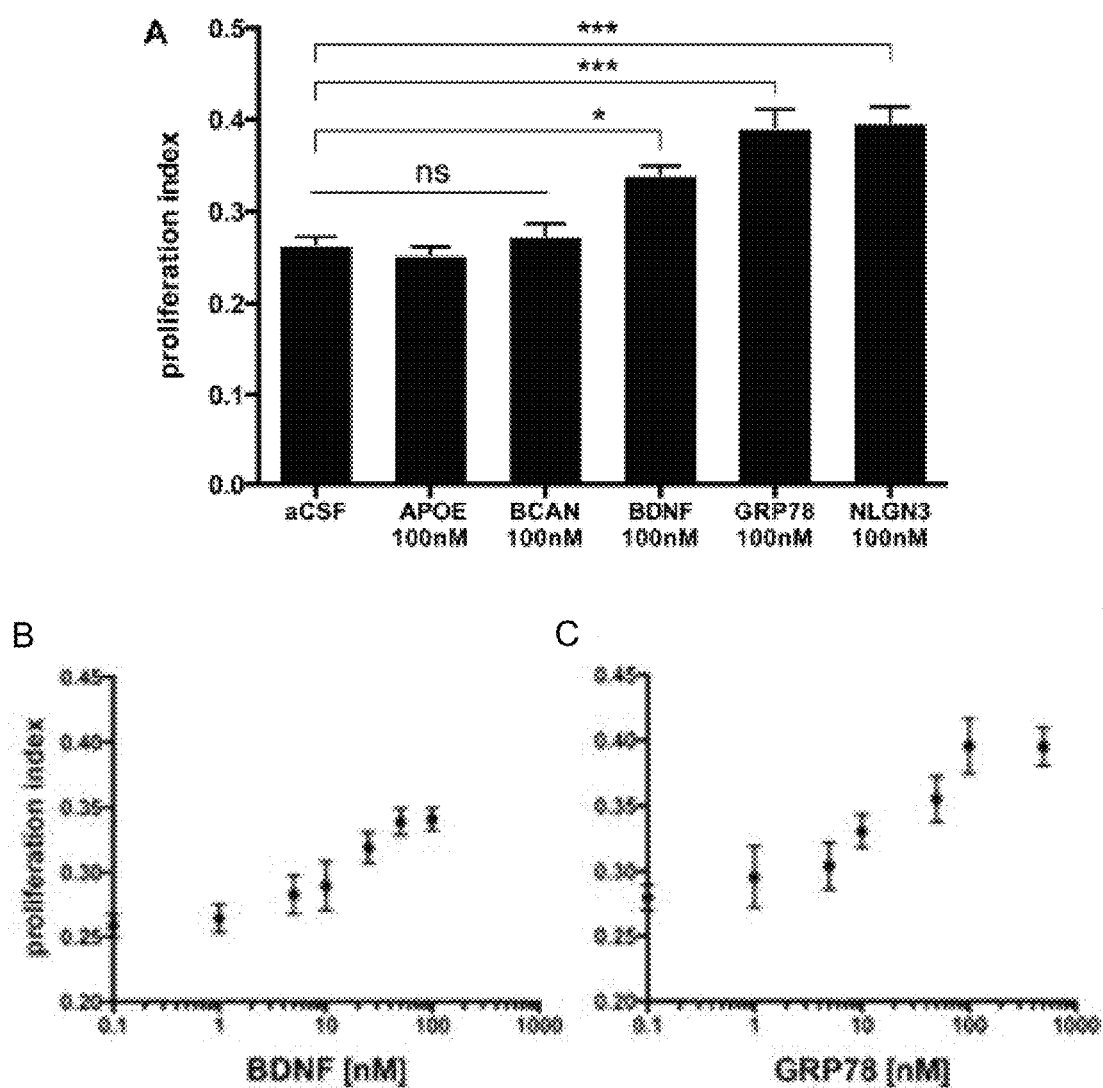 A
proliferation index
0.5
0.4
0.3
0.2
0.1
0.0
***
***
*
ns
aCSF APOE BCAN BDNF GRP78 NLGN3
100nM 100nM 100nM 100nM 100nM
B
proliferation index
0.45
0.40
0.35
0.30
0.25
0.20
0.1 1 10 100 1000
BDNF [nM]
C
0.45
0.40
0.35
0.30
0.25
0.20
0.1 1 10 100 1000
GRP78 [nM]